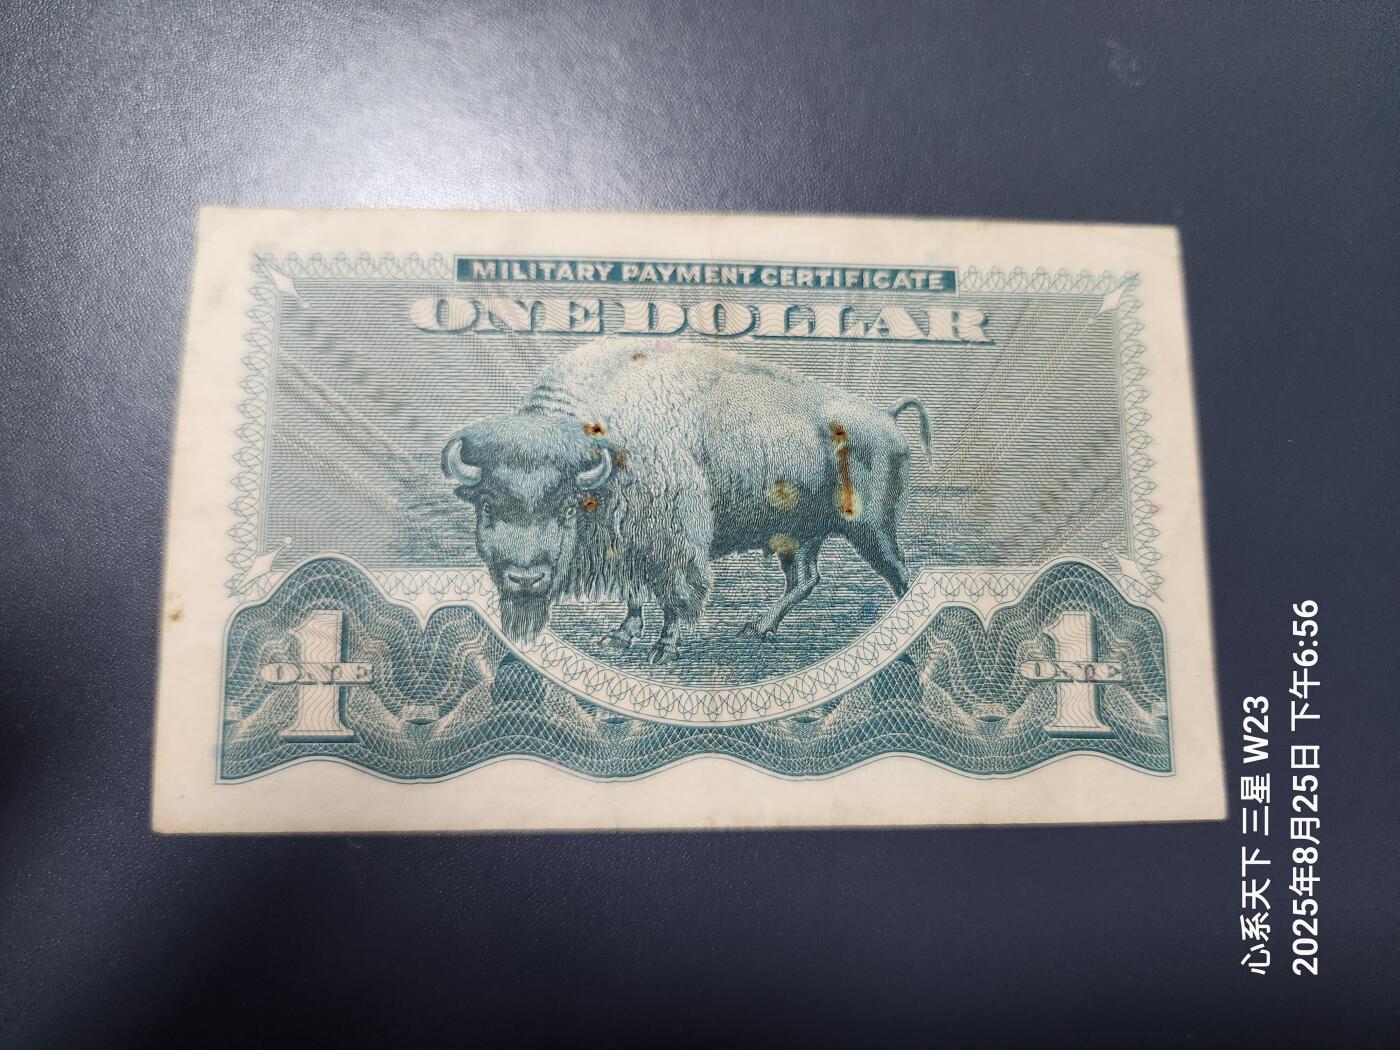 MILITARY PAYMENT CERTIFICATE
ONE DOLLAR
1
ONE
1
ONE
心系天下 三星 W23
2025年8月25日 下午6:56